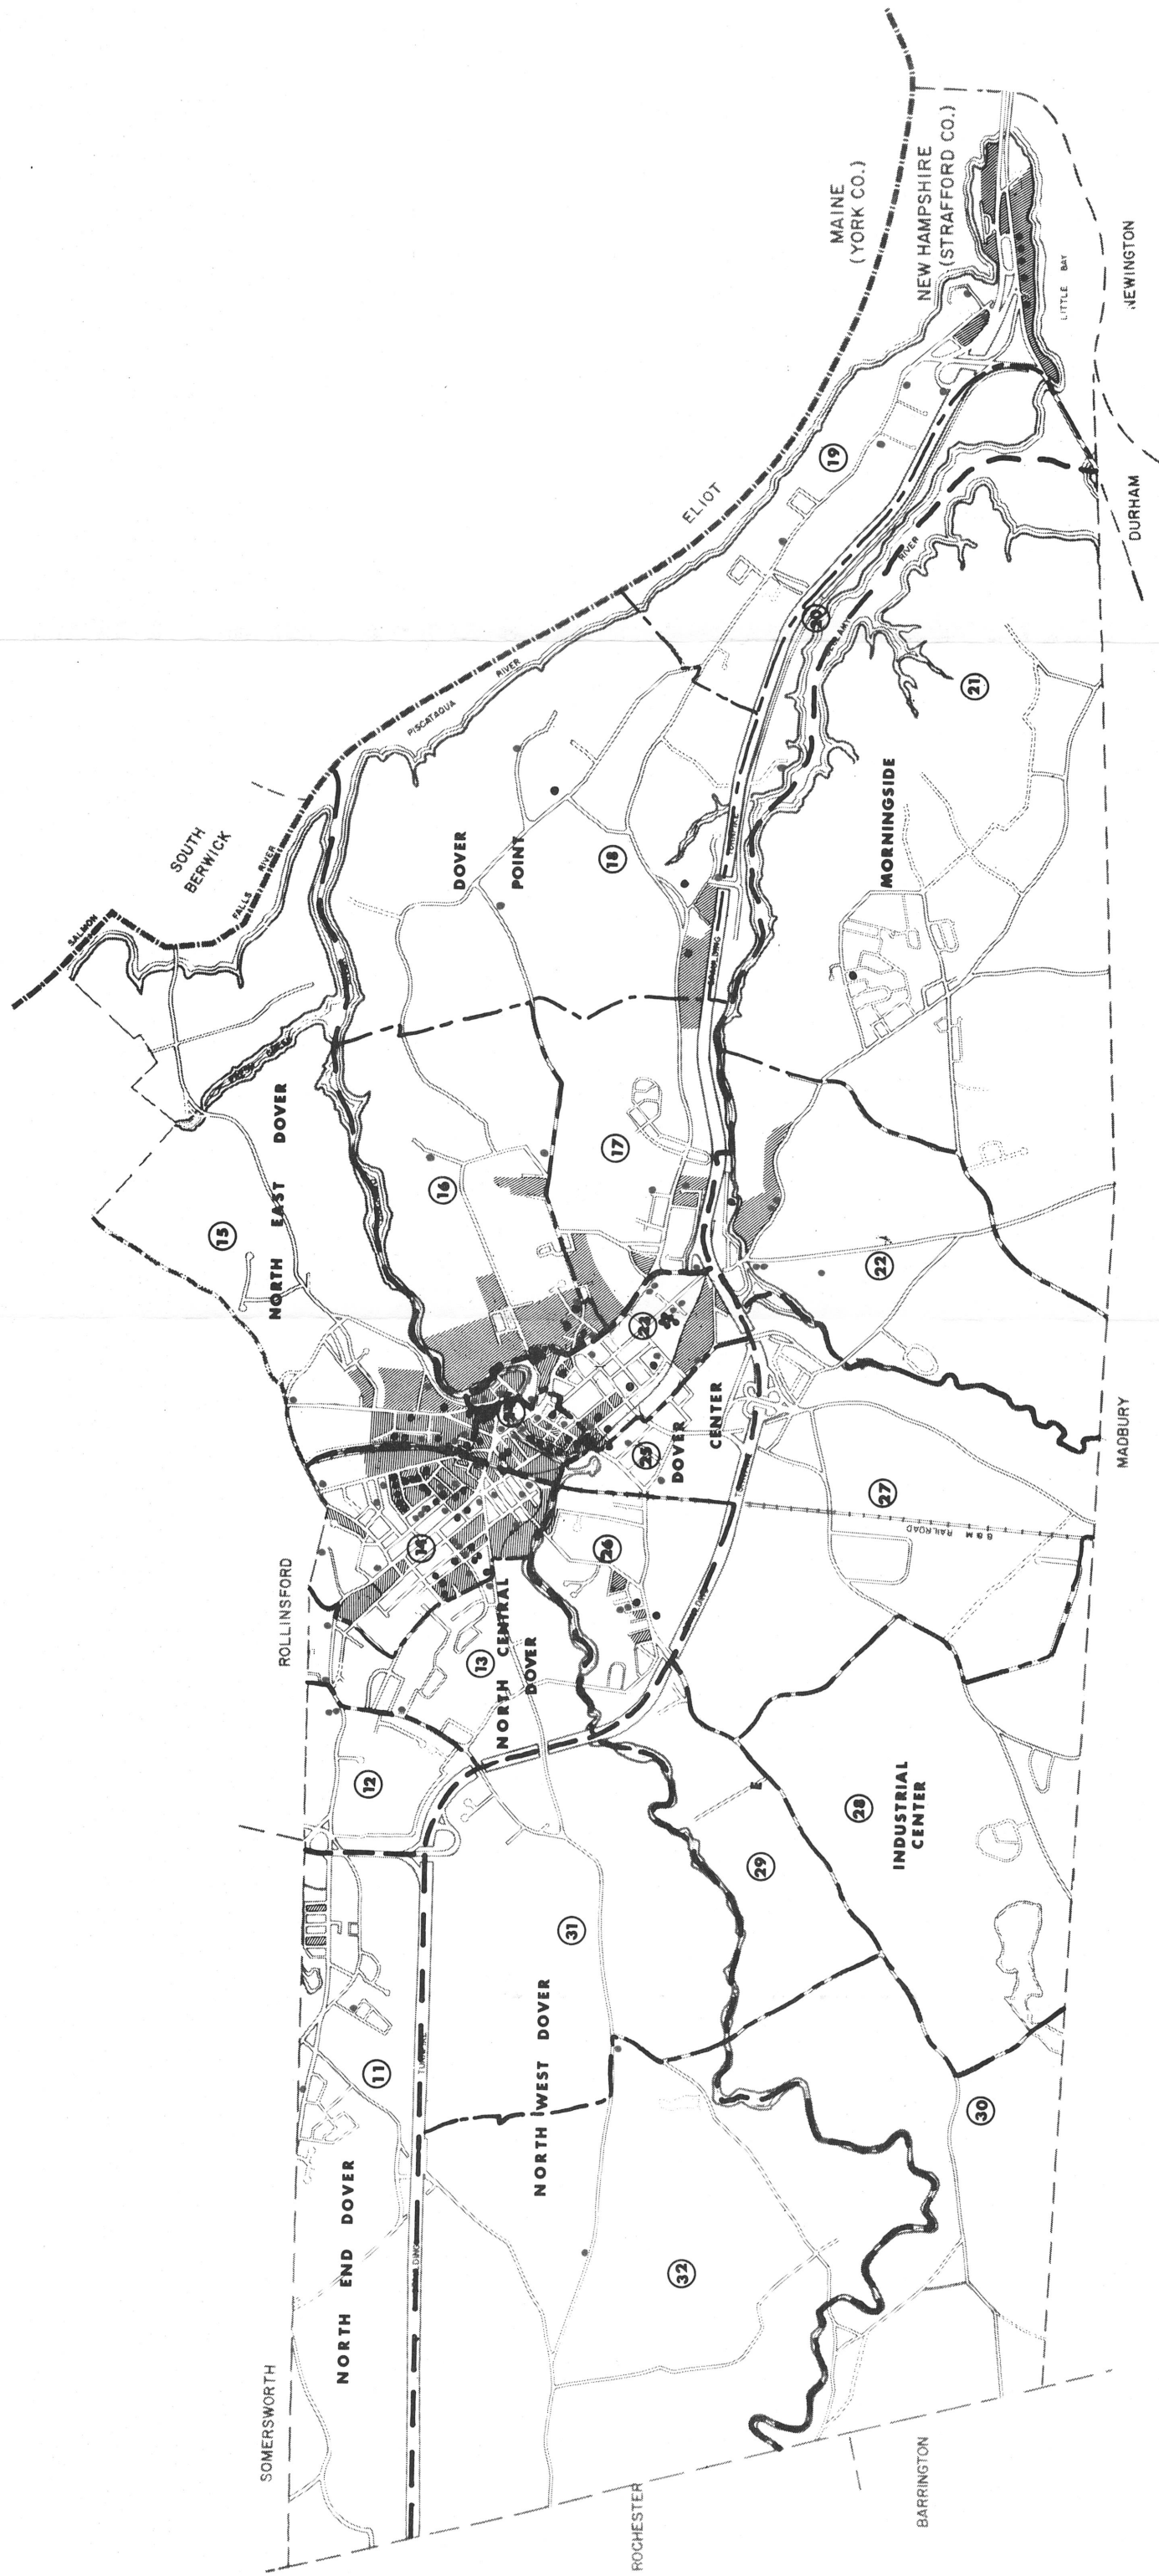 SOMERSWORTH
ROLLINSFORD
SOUTH
BERWICK
SALMON
FALLS
RIVER
ELIOT
MAINE
(YORK CO.)
NEW HAMPSHIRE
(STRAFFORD CO.)
PISCATAQUA
RIVER
LITTLE BAY
NEWINGTON
DURHAM
MADBURY
BARRINGTON
ROCHESTER
NORTH END DOVER
11
12
NORTH CENTRAL
DOVER
13
14
NORTH EAST DOVER
15
16
17
DOVER
POINT
18
19
20
RIVER
MORNINGSIDE
21
22
24
DOVER
CENTER
25
26
27
B & M RAILROAD
INDUSTRIAL
CENTER
28
29
30
NORTH WEST DOVER
31
32
TURNPIKE